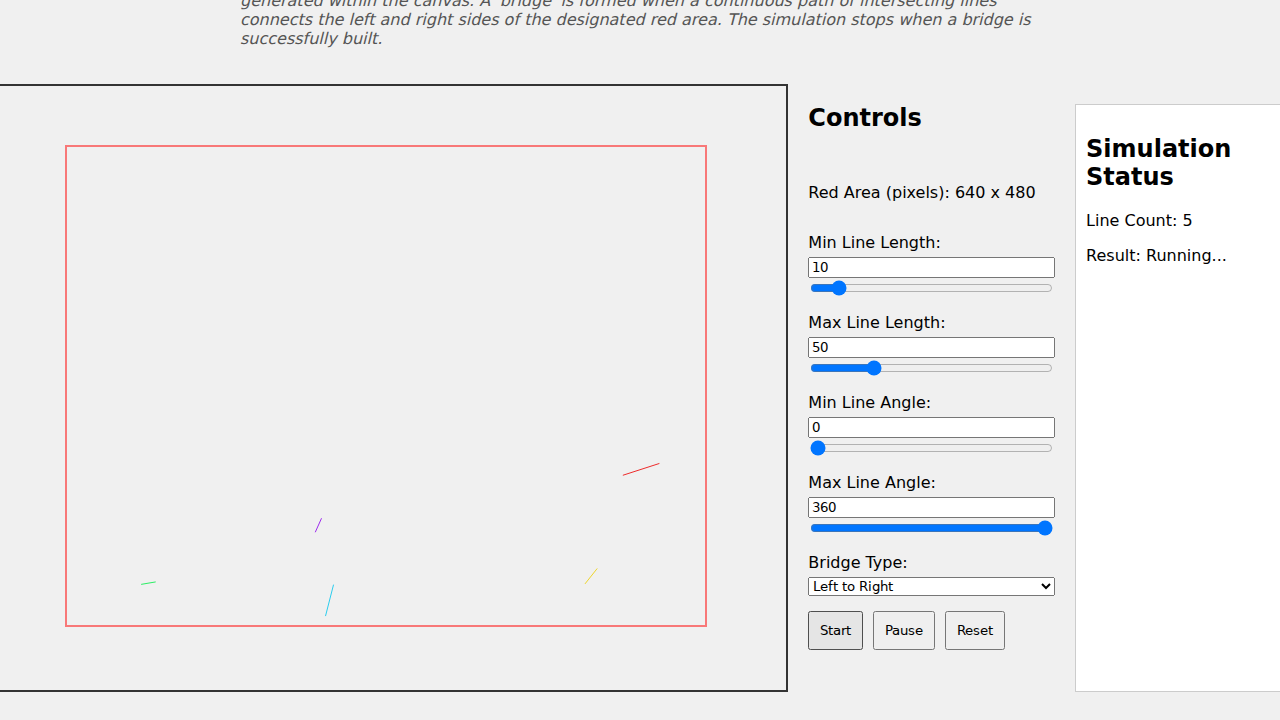 generated within the canvas. A 'bridge' is formed when a continuous path of intersecting lines
connects the left and right sides of the designated red area. The simulation stops when a bridge is
successfully built.
Controls
Red Area (pixels): 640 x 480
Min Line Length:
10
Max Line Length:
50
Min Line Angle:
0
Max Line Angle:
360
Bridge Type:
Left to Right
Start
Pause
Reset
Simulation
Status
Line Count: 5
Result: Running...